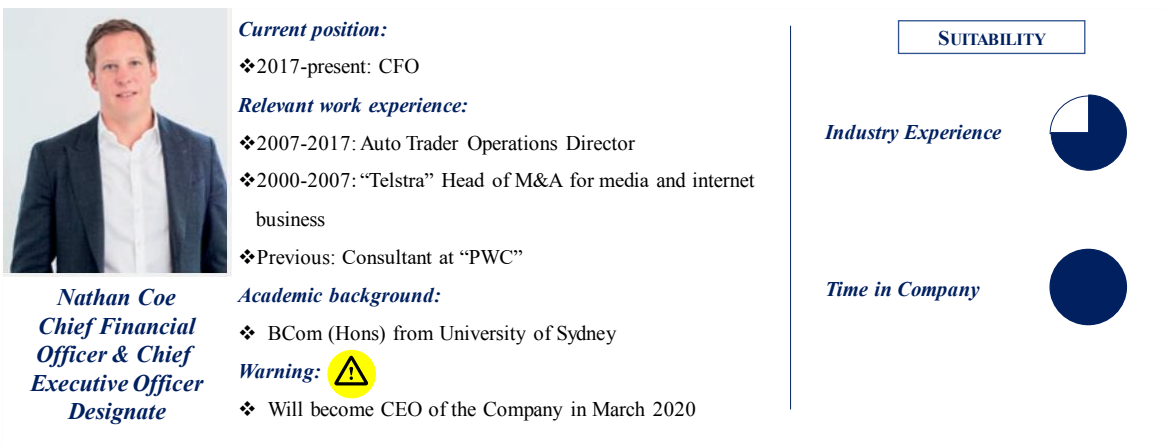 Current position:
❖2017-present: CFO
Relevant work experience:
❖2007-2017: Auto Trader Operations Director
❖2000-2007: “Telstra” Head of M&A for media and internet
business
❖Previous: Consultant at “PWC”
Academic background:
❖ BCom (Hons) from University of Sydney
Warning:
❖ Will become CEO of the Company in March 2020
Nathan Coe
Chief Financial
Officer & Chief
Executive Officer
Designate
SUITABILITY
Industry Experience
Time in Company